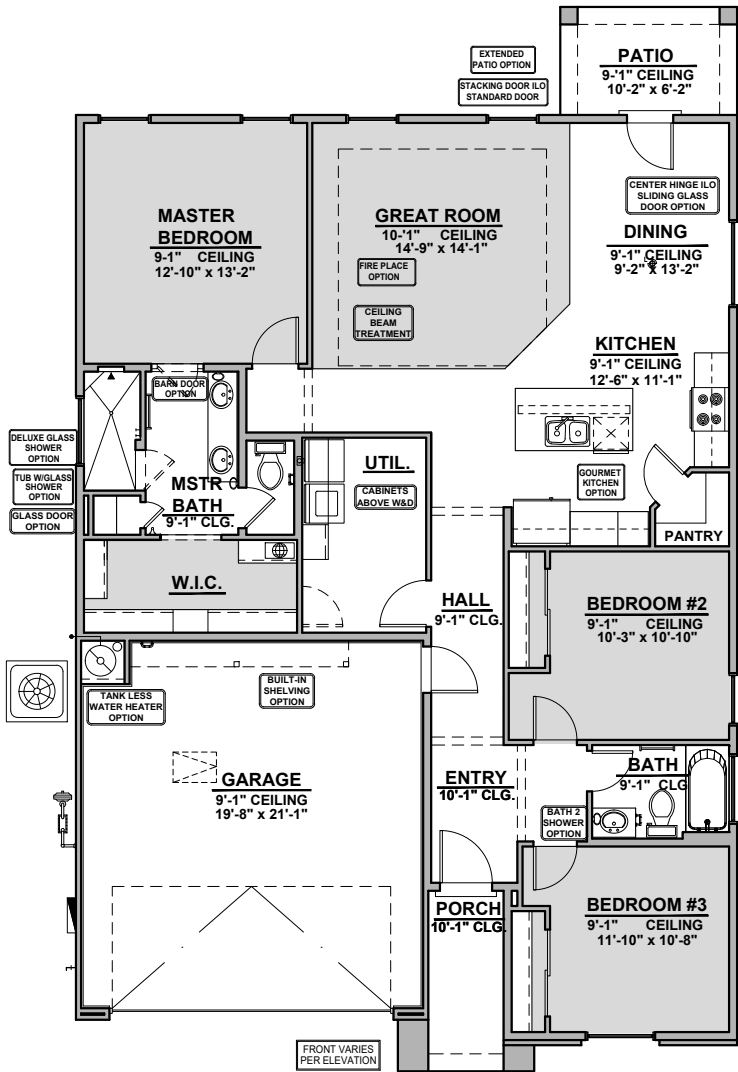 EXTENDED
PATIO OPTION
STACKING DOOR ILO
STANDARD DOOR
PATIO
9-'1" CEILING
10'-2" x 6'-2"
CENTER HINGE ILO
SLIDING GLASS
DOOR OPTION
MASTER
BEDROOM
9-1" CEILING
12'-10" x 13'-2"
GREAT ROOM
10-'1" CEILING
14'-9" x 14'-1"
FIRE PLACE
OPTION
CEILING
BEAM
TREATMENT
DINING
9'-1" CEILING
9'-2" x 13'-2"
KITCHEN
9'-1" CEILING
12'-6" x 11'-1"
BARN DOOR
OPTION
DELUXE GLASS
SHOWER
OPTION
TUB W/GLASS
SHOWER
OPTION
GLASS DOOR
OPTION
MSTR
BATH
9'-1" CLG.
UTIL.
CABINETS
ABOVE W&D
GOURMET
KITCHEN
OPTION
PANTRY
W.I.C.
HALL
9'-1" CLG.
BEDROOM #2
9'-1" CEILING
10'-3" x 10'-10"
TANK LESS
WATER HEATER
OPTION
BUILT-IN
SHELVING
OPTION
GARAGE
9'-1" CEILING
19'-8" x 21'-1"
ENTRY
10'-1" CLG.
BATH
9'-1" CLG
BATH 2
SHOWER
OPTION
PORCH
10'-1" CLG.
BEDROOM #3
9'-1" CEILING
11'-10" x 10'-8"
FRONT VARIES
PER ELEVATION